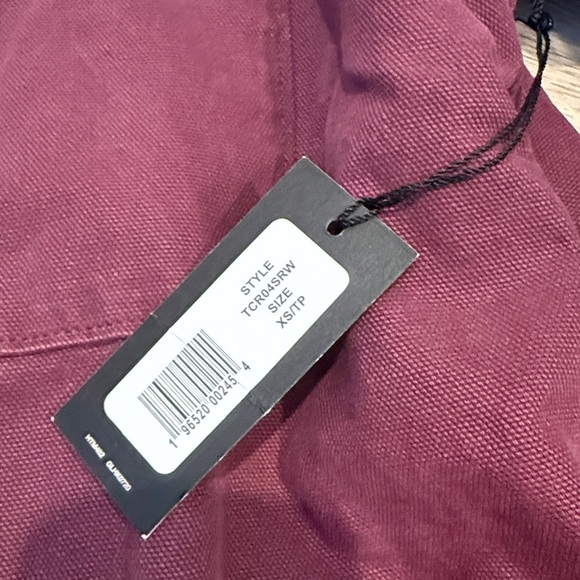 STYLE
TCR04SRW
SIZE
XS/TP
1 96520 00245 4